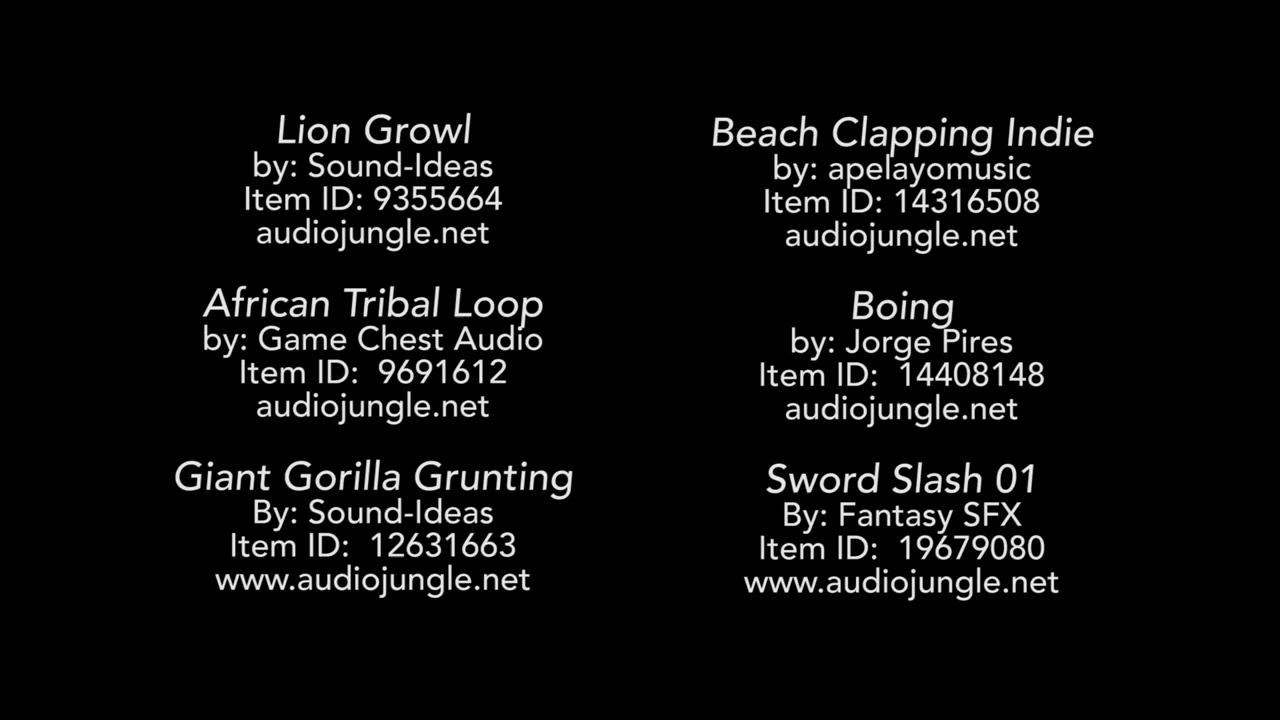 Lion Growl
by: Sound-Ideas
Item ID: 9355664
audiojungle.net
African Tribal Loop
by: Game Chest Audio
Item ID:  9691612
audiojungle.net
Giant Gorilla Grunting
By: Sound-Ideas
Item ID:  12631663
www.audiojungle.net
Beach Clapping Indie
by: apelayomusic
Item ID: 14316508
audiojungle.net
Boing
by: Jorge Pires
Item ID:  14408148
audiojungle.net
Sword Slash 01
By: Fantasy SFX
Item ID:  19679080
www.audiojungle.net